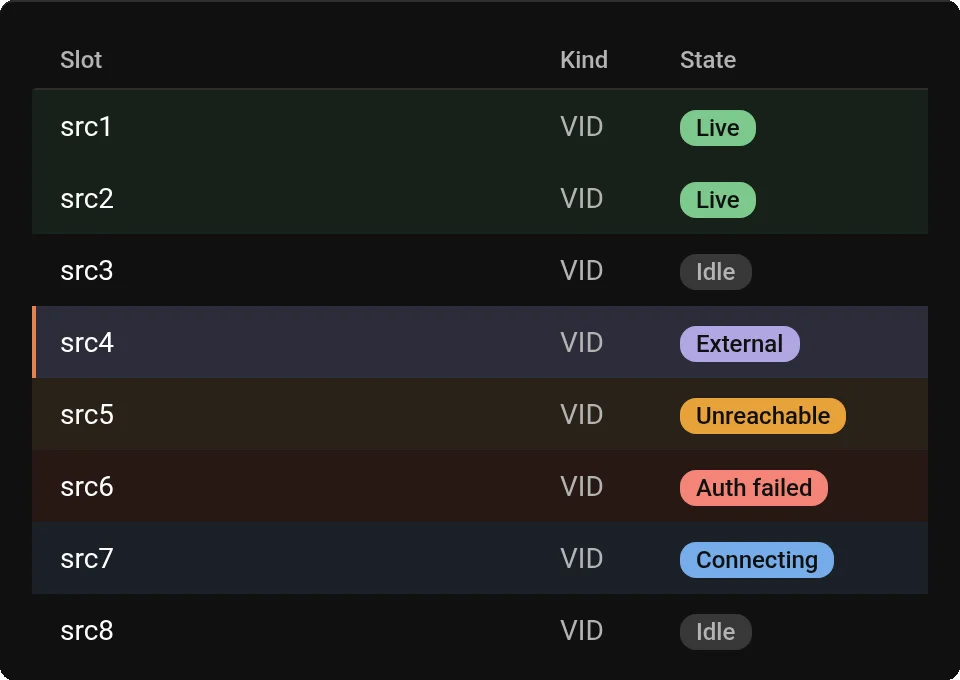 Slot Kind State
src1 VID Live
src2 VID Live
src3 VID Idle
src4 VID External
src5 VID Unreachable
src6 VID Auth failed
src7 VID Connecting
src8 VID Idle